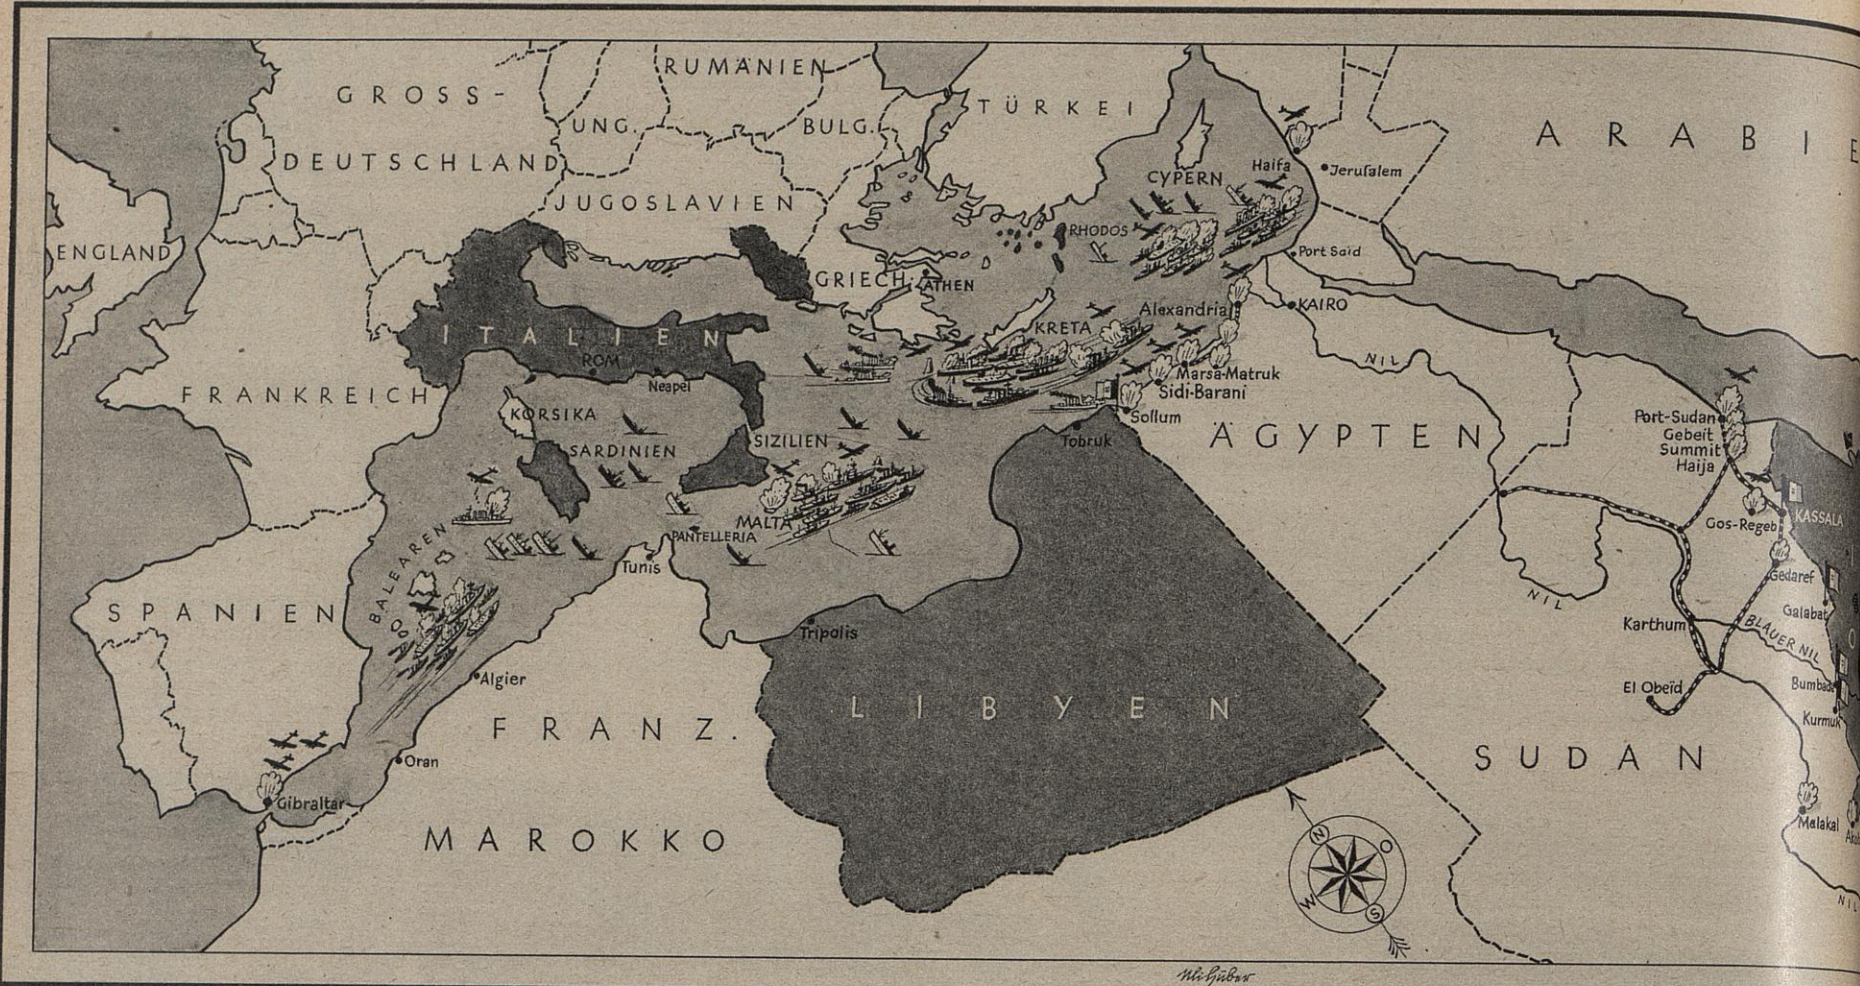 GROSS-
DEUTSCHLAND
RUMÄNIEN
UNG.
BULG.
TÜRKEI
ARABIE
JUGOSLAVIEN
ENGLAND
CYPERN
Haifa
Jerusalem
RHODOS
Port Said
GRIECH.
ATHEN
KAIRO
Alexandria
KRETA
NIL
ITALIEN
ROM
Neapel
Marsa-Matruk
Sidi-Barani
Sollum
FRANKREICH
KORSIKA
SARDINIEN
SIZILIEN
Tobruk
ÄGYPTEN
Port-Sudan
Gebeit
Summit
Haija
MALTA
PANTELLERIA
Gos-Regeb
KASSALA
Tunis
BALEAREN
Gedaref
NIL
Galabat
SPANIEN
Tripolis
Karthum
BLAUER NIL
Algier
El Obeïd
Kurmuk
FRANZ.
LIBYEN
Oran
SUDAN
Gibraltar
MAROKKO
Malakal
N
O
W
S
NIL